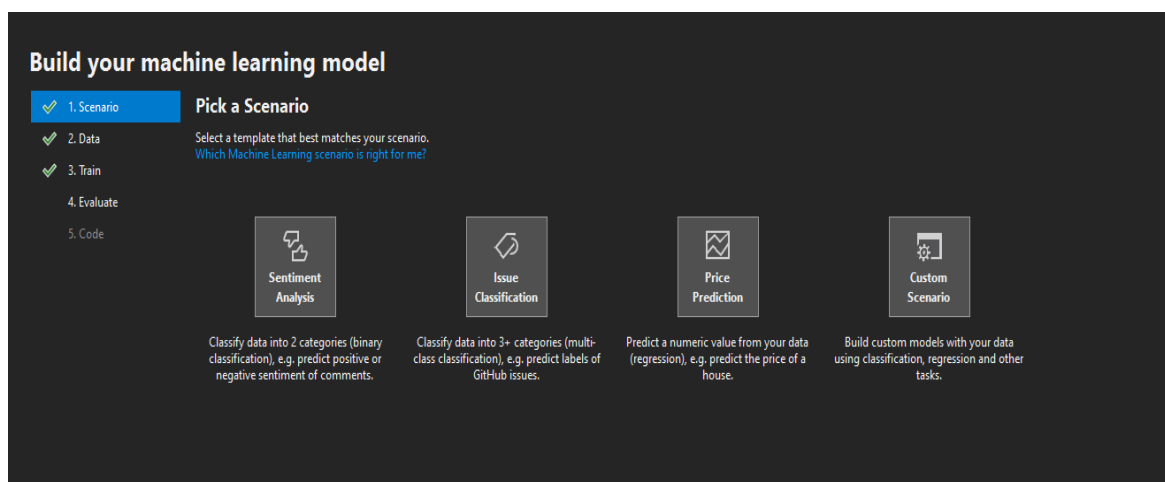 Build your machine learning model
1. Scenario
2. Data
3. Train
4. Evaluate
5. Code
Pick a Scenario
Select a template that best matches your scenario.
Which Machine Learning scenario is right for me?
Sentiment
Analysis
Classify data into 2 categories (binary
classification), e.g. predict positive or
negative sentiment of comments.
Issue
Classification
Classify data into 3+ categories (multi-
class classification), e.g. predict labels of
GitHub issues.
Price
Prediction
Predict a numeric value from your data
(regression), e.g. predict the price of a
house.
Custom
Scenario
Build custom models with your data
using classification, regression and other
tasks.